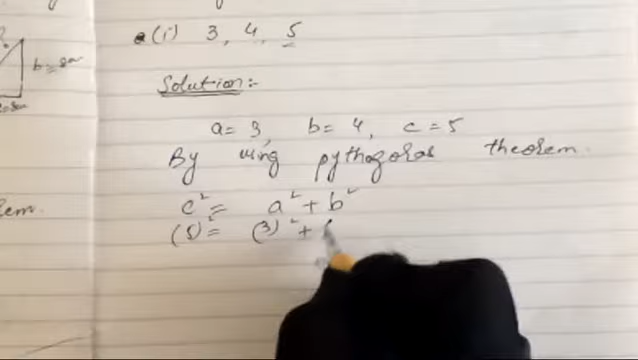 (i) 3, 4, 5
b=
Solution:-
a= 3, b= 4, c=5
By using pythagoras theorem.
c² = a² + b²
(5)² = (3)² +